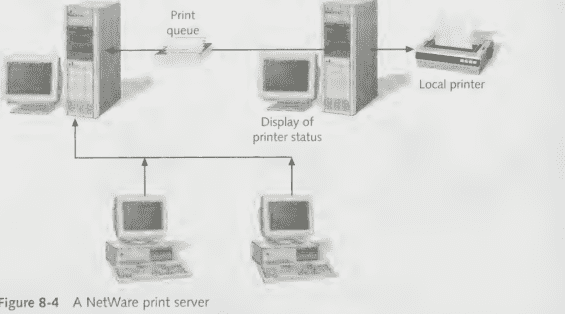 Print
queue
Local printer
Display of
printer status
Figure 8-4 A NetWare print server